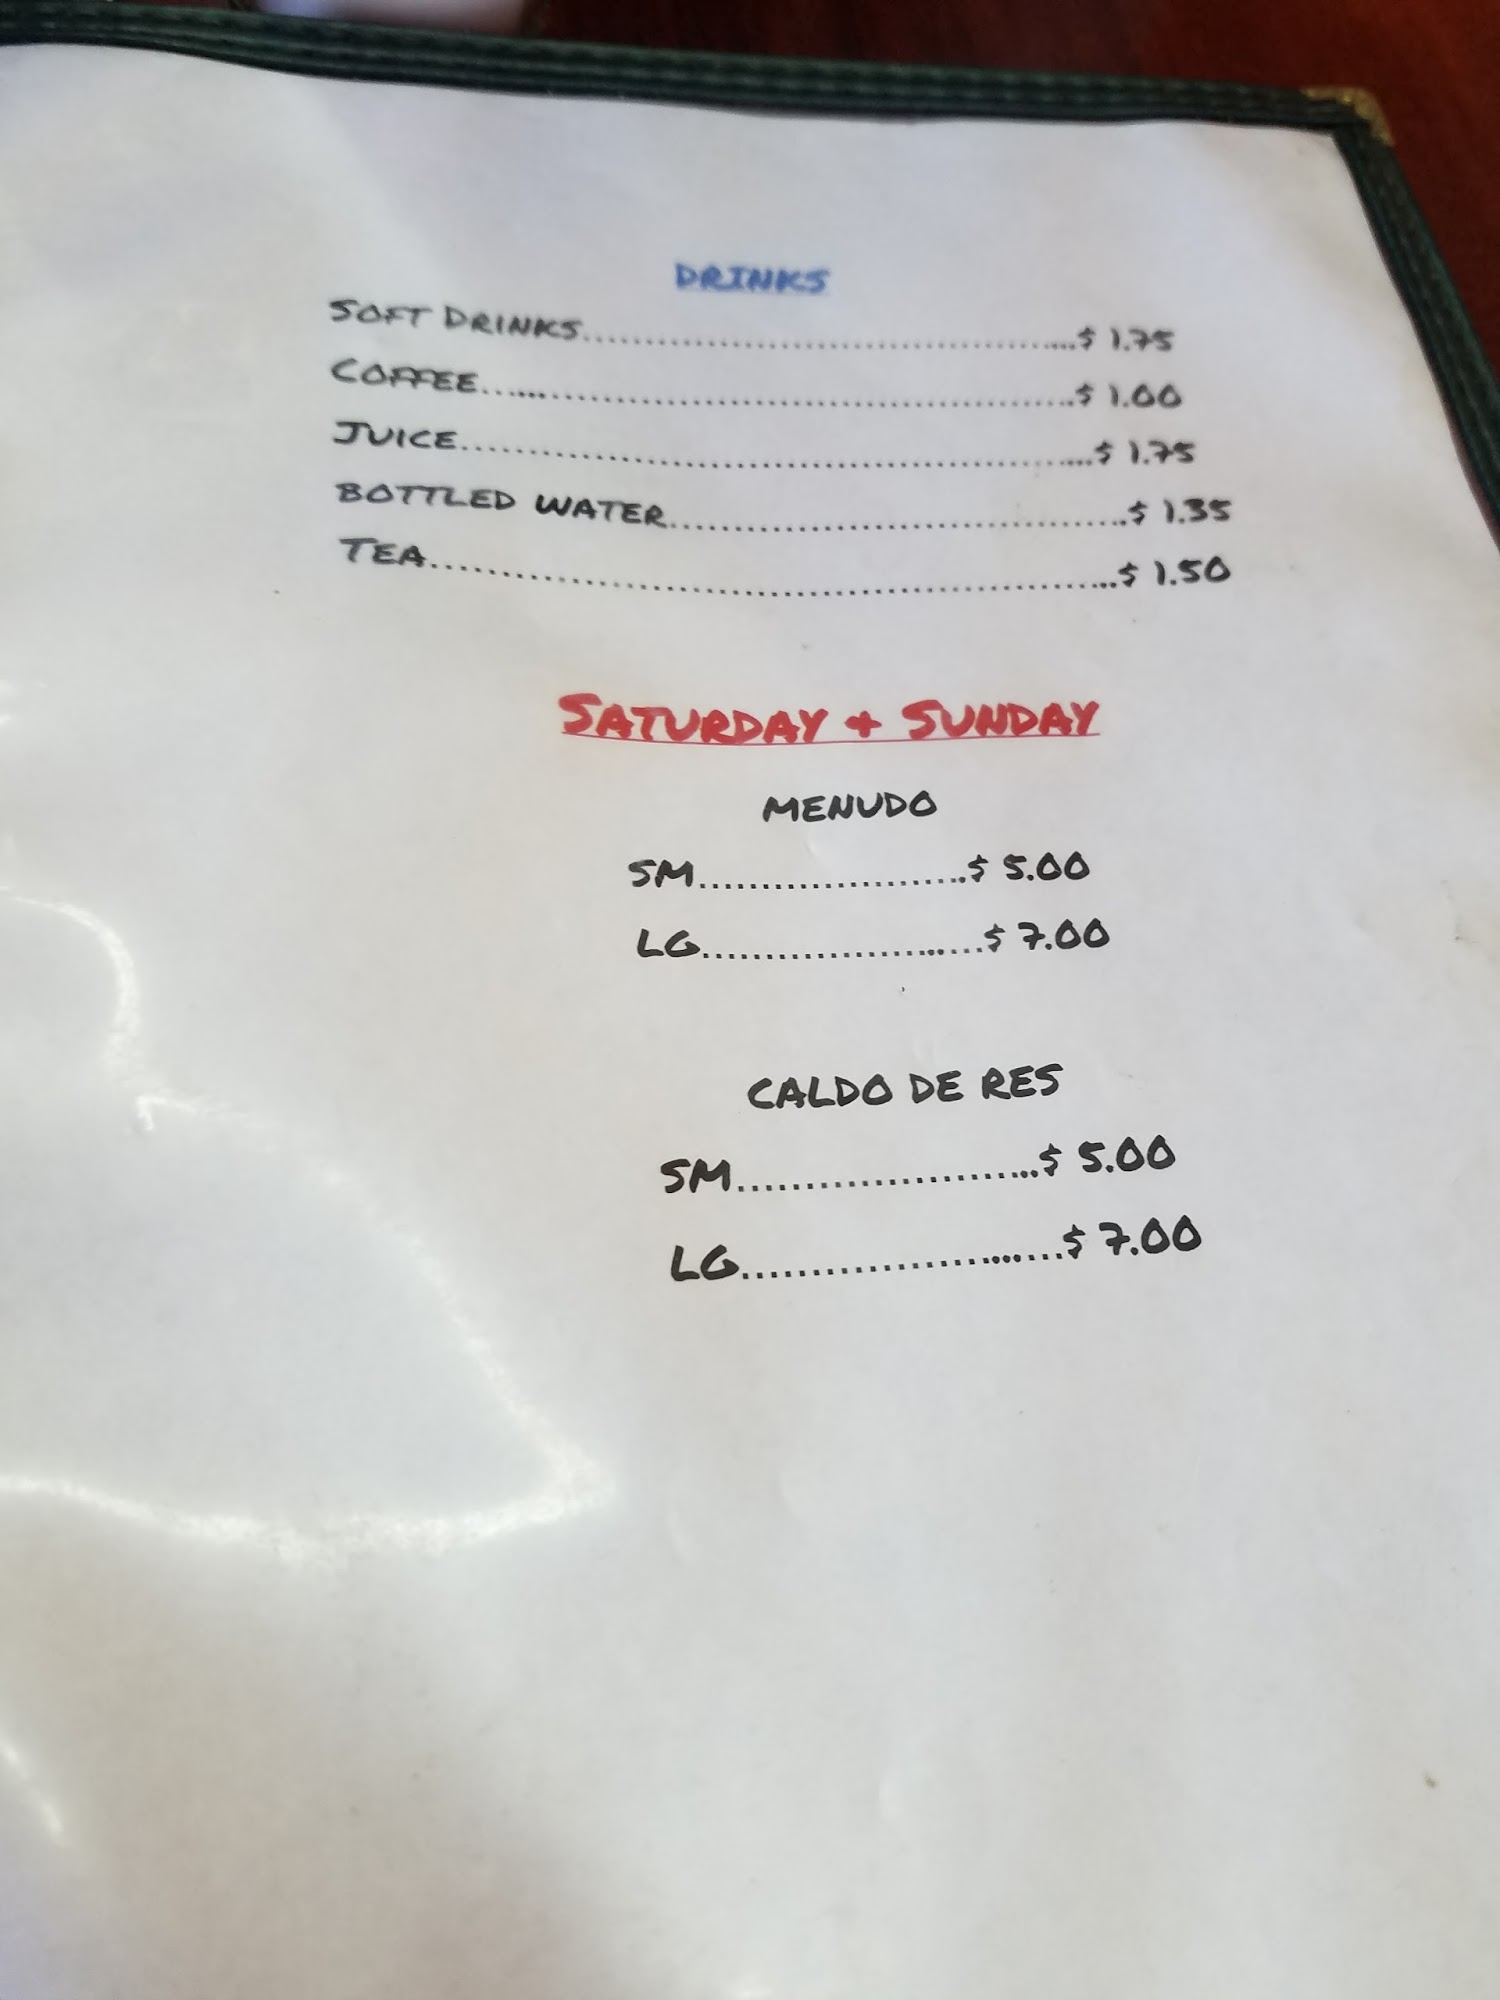 DRINKS
SOFT DRINKS.......................................................$ 1.75
COFFEE.......................................................$ 1.00
JUICE.......................................................$ 1.75
BOTTLED WATER........................................$ 1.35
TEA.......................................................$ 1.50
SATURDAY + SUNDAY
MENUDO
SM.....................$ 5.00
LG.....................$ 7.00
CALDO DE RES
SM.....................$ 5.00
LG.....................$ 7.00